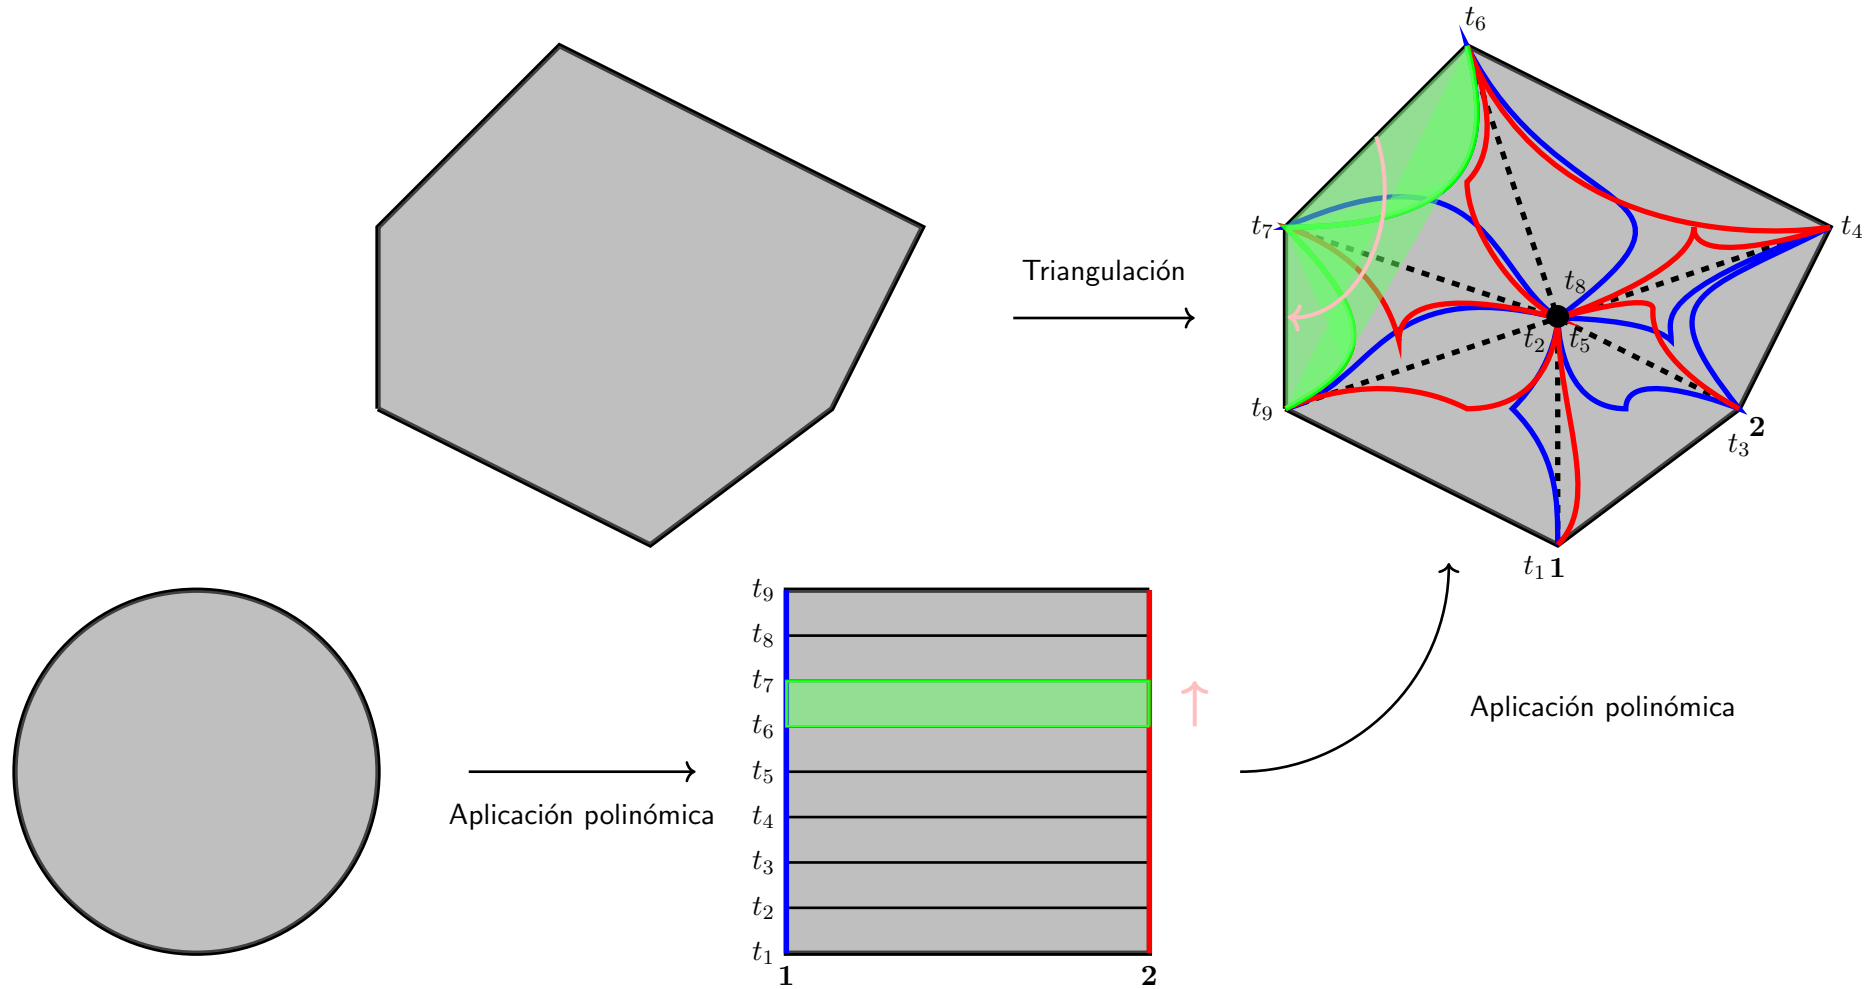 t₆
t₇
t₄
Triangulación
t₈
t₂ t₅
t₉
t₃ 2
t₁ 1
t₉
t₈
t₇
t₆
t₅
t₄
t₃
t₂
t₁
1 2
Aplicación polinómica
Aplicación polinómica